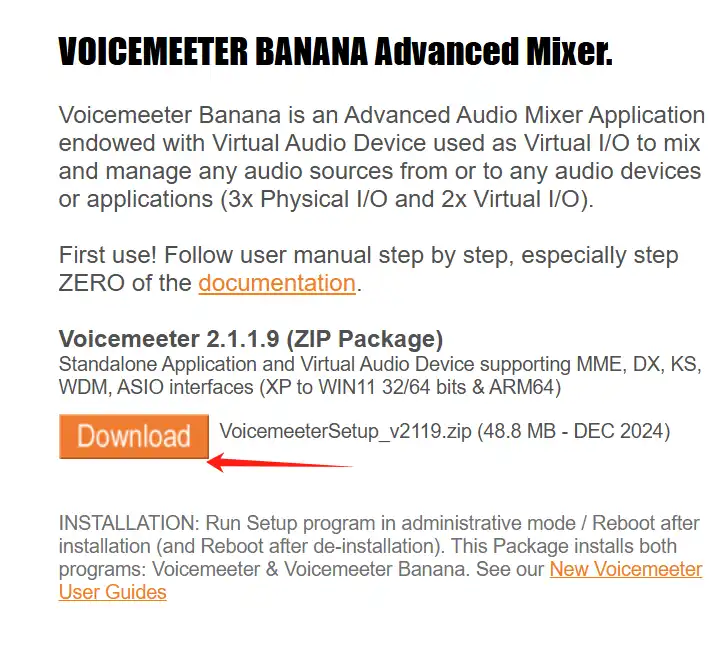 VOICEMEETER BANANA Advanced Mixer.
Voicemeeter Banana is an Advanced Audio Mixer Application
endowed with Virtual Audio Device used as Virtual I/O to mix
and manage any audio sources from or to any audio devices
or applications (3x Physical I/O and 2x Virtual I/O).
First use! Follow user manual step by step, especially step
ZERO of the documentation.
Voicemeeter 2.1.1.9 (ZIP Package)
Standalone Application and Virtual Audio Device supporting MME, DX, KS,
WDM, ASIO interfaces (XP to WIN11 32/64 bits & ARM64)
Download VoicemeeterSetup_v2119.zip (48.8 MB - DEC 2024)
INSTALLATION: Run Setup program in administrative mode / Reboot after
installation (and Reboot after de-installation). This Package installs both
programs: Voicemeeter & Voicemeeter Banana. See our New Voicemeeter
User Guides